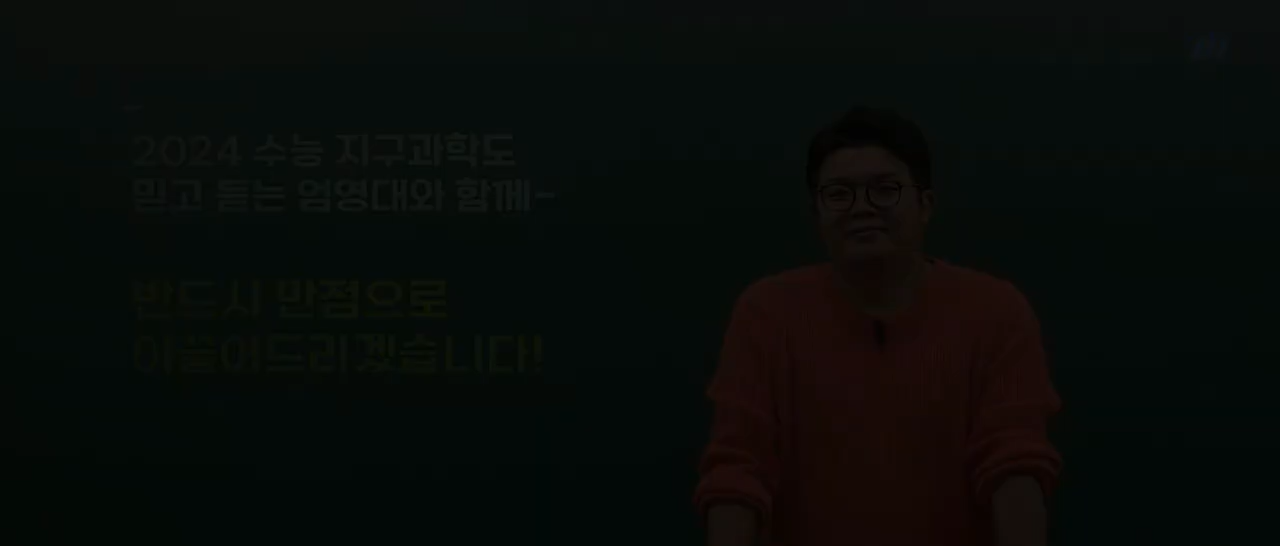 2024 수능 지구과학도
믿고 듣는 엄영대와 함께-
반드시 만점으로
이끌어드리겠습니다!